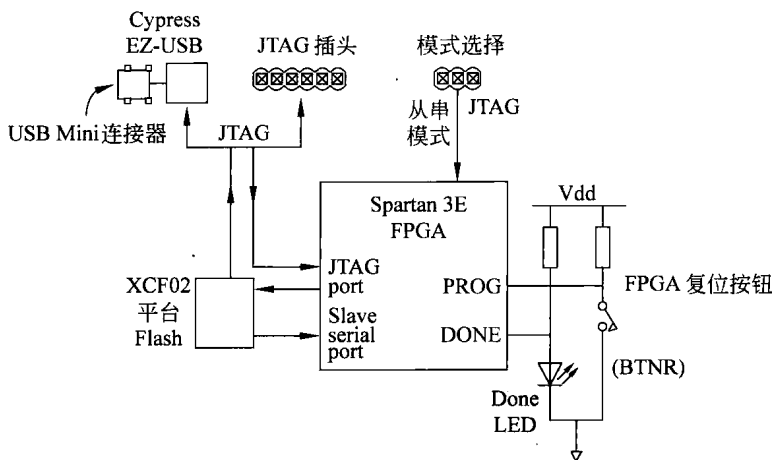 Cypress
EZ-USB
JTAG 插头
模式选择
USB Mini连接器
JTAG
从串
模式
JTAG
Spartan 3E
FPGA
Vdd
JTAG
port
PROG
FPGA 复位按钮
XCF02
平台
Flash
Slave
serial
port
DONE
(BTNR)
Done
LED